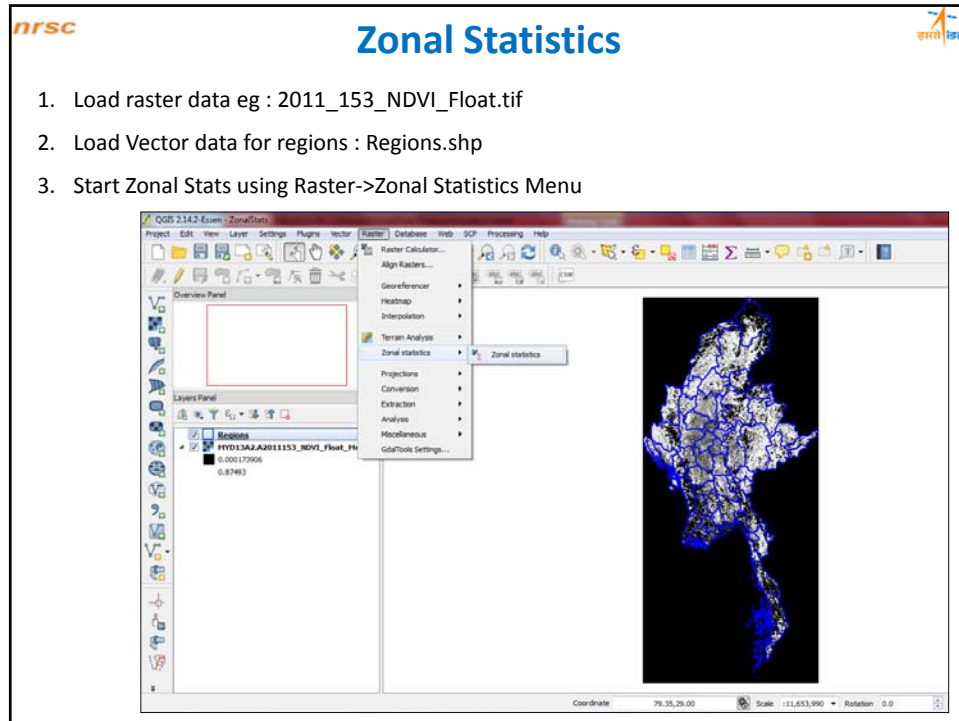 nrsc
Zonal Statistics
इसरो
1. Load raster data eg : 2011_153_NDVI_Float.tif
2. Load Vector data for regions : Regions.shp
3. Start Zonal Stats using Raster->Zonal Statistics Menu
QGIS 2.14.2-Essen - ZonalStats
Project Edit View Layer Settings Plugins Vector Raster Database Web SCP Processing Help
Raster Calculator...
Align Rasters...
Georeferencer
Heatmap
Interpolation
Terrain Analysis
Zonal statistics
Zonal statistics
Projections
Conversion
Extraction
Analysis
Miscellaneous
GdalTools Settings...
Overview Panel
Layers Panel
Regions
MYD13A2.A2011153_NDVI_Float_
0.000173906
0.87493
Coordinate 79.35,29.00 Scale :11,653,990 Rotation 0.0